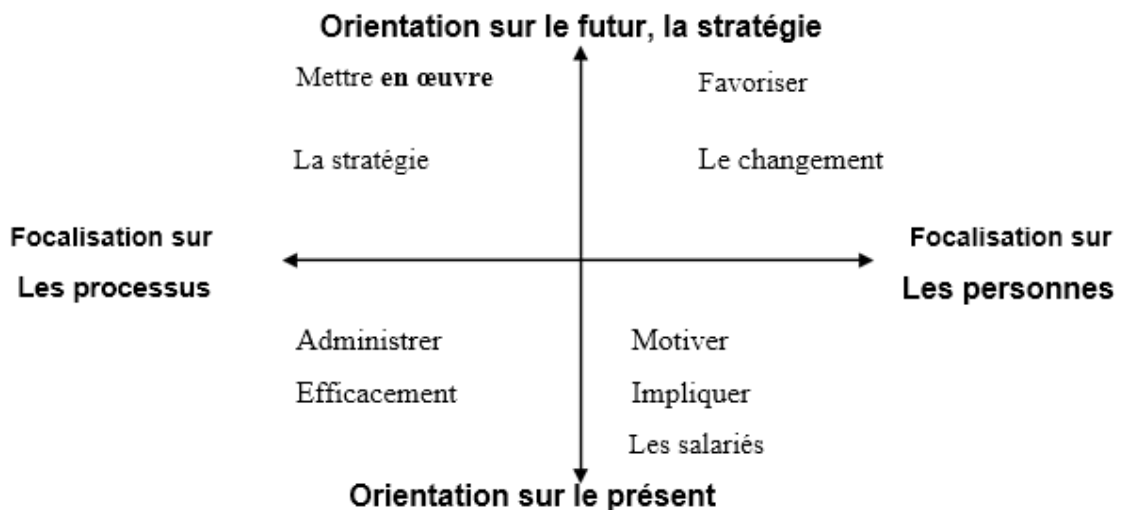 Orientation sur le futur, la stratégie
Mettre en œuvre
Favoriser
La stratégie
Le changement
Focalisation sur
Les processus
Focalisation sur
Les personnes
Administrer
Efficacement
Motiver
Impliquer
Les salariés
Orientation sur le présent